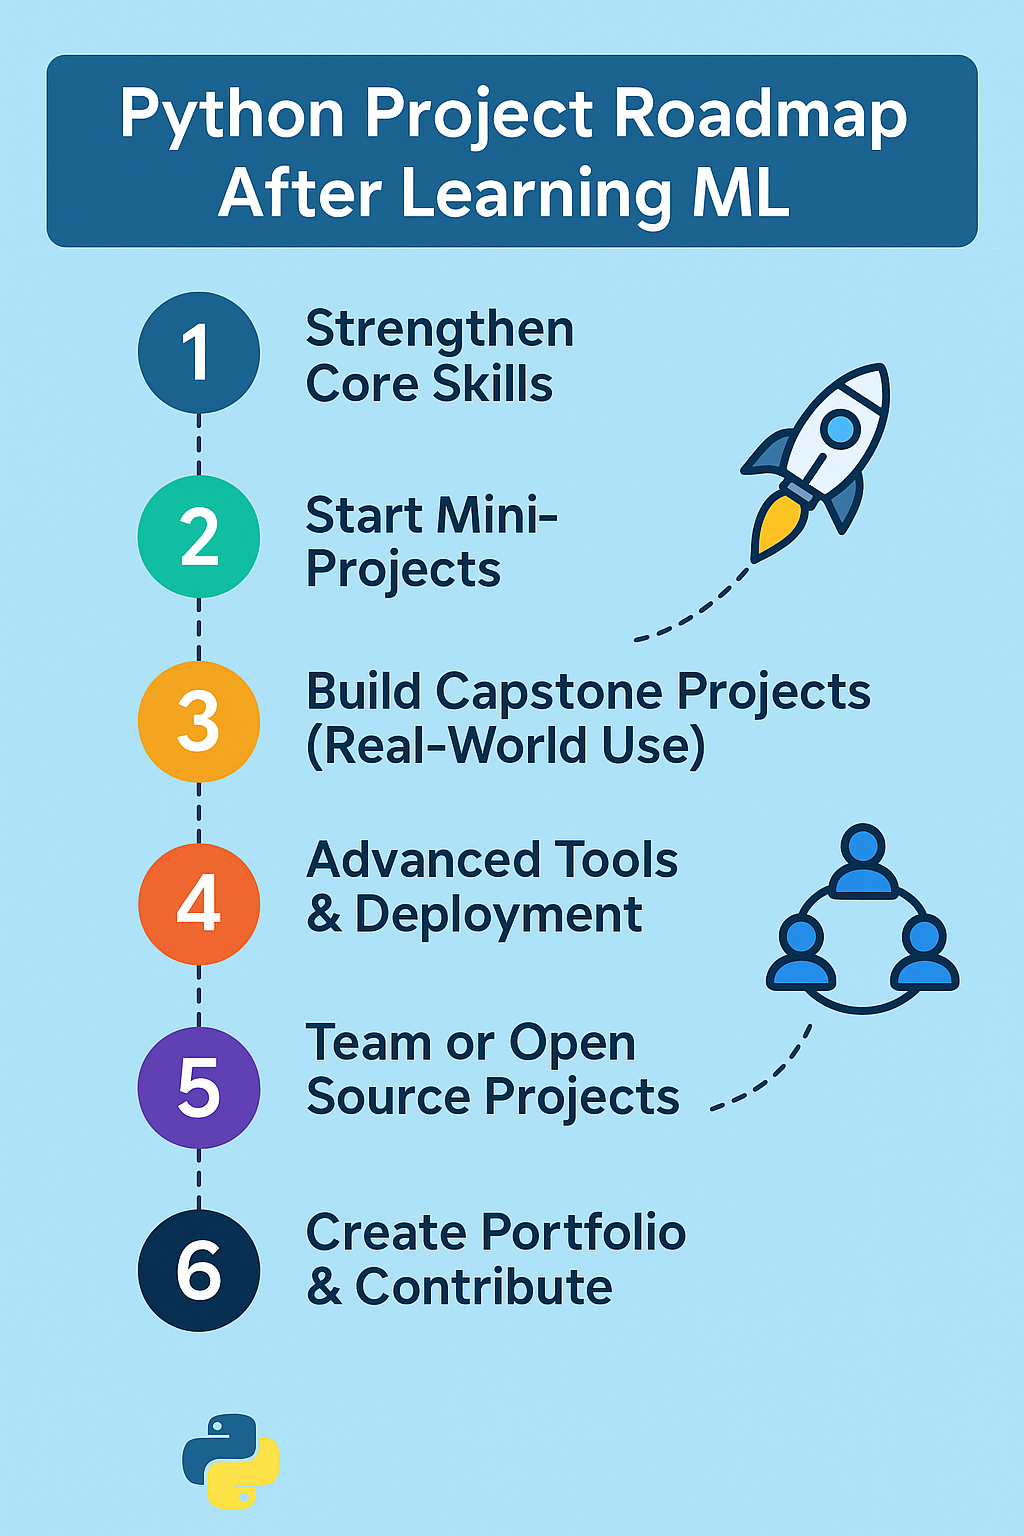 Python Project Roadmap
After Learning ML
1
Strengthen
Core Skills
2
Start Mini-
Projects
3
Build Capstone Projects
(Real-World Use)
4
Advanced Tools
& Deployment
5
Team or Open
Source Projects
6
Create Portfolio
& Contribute